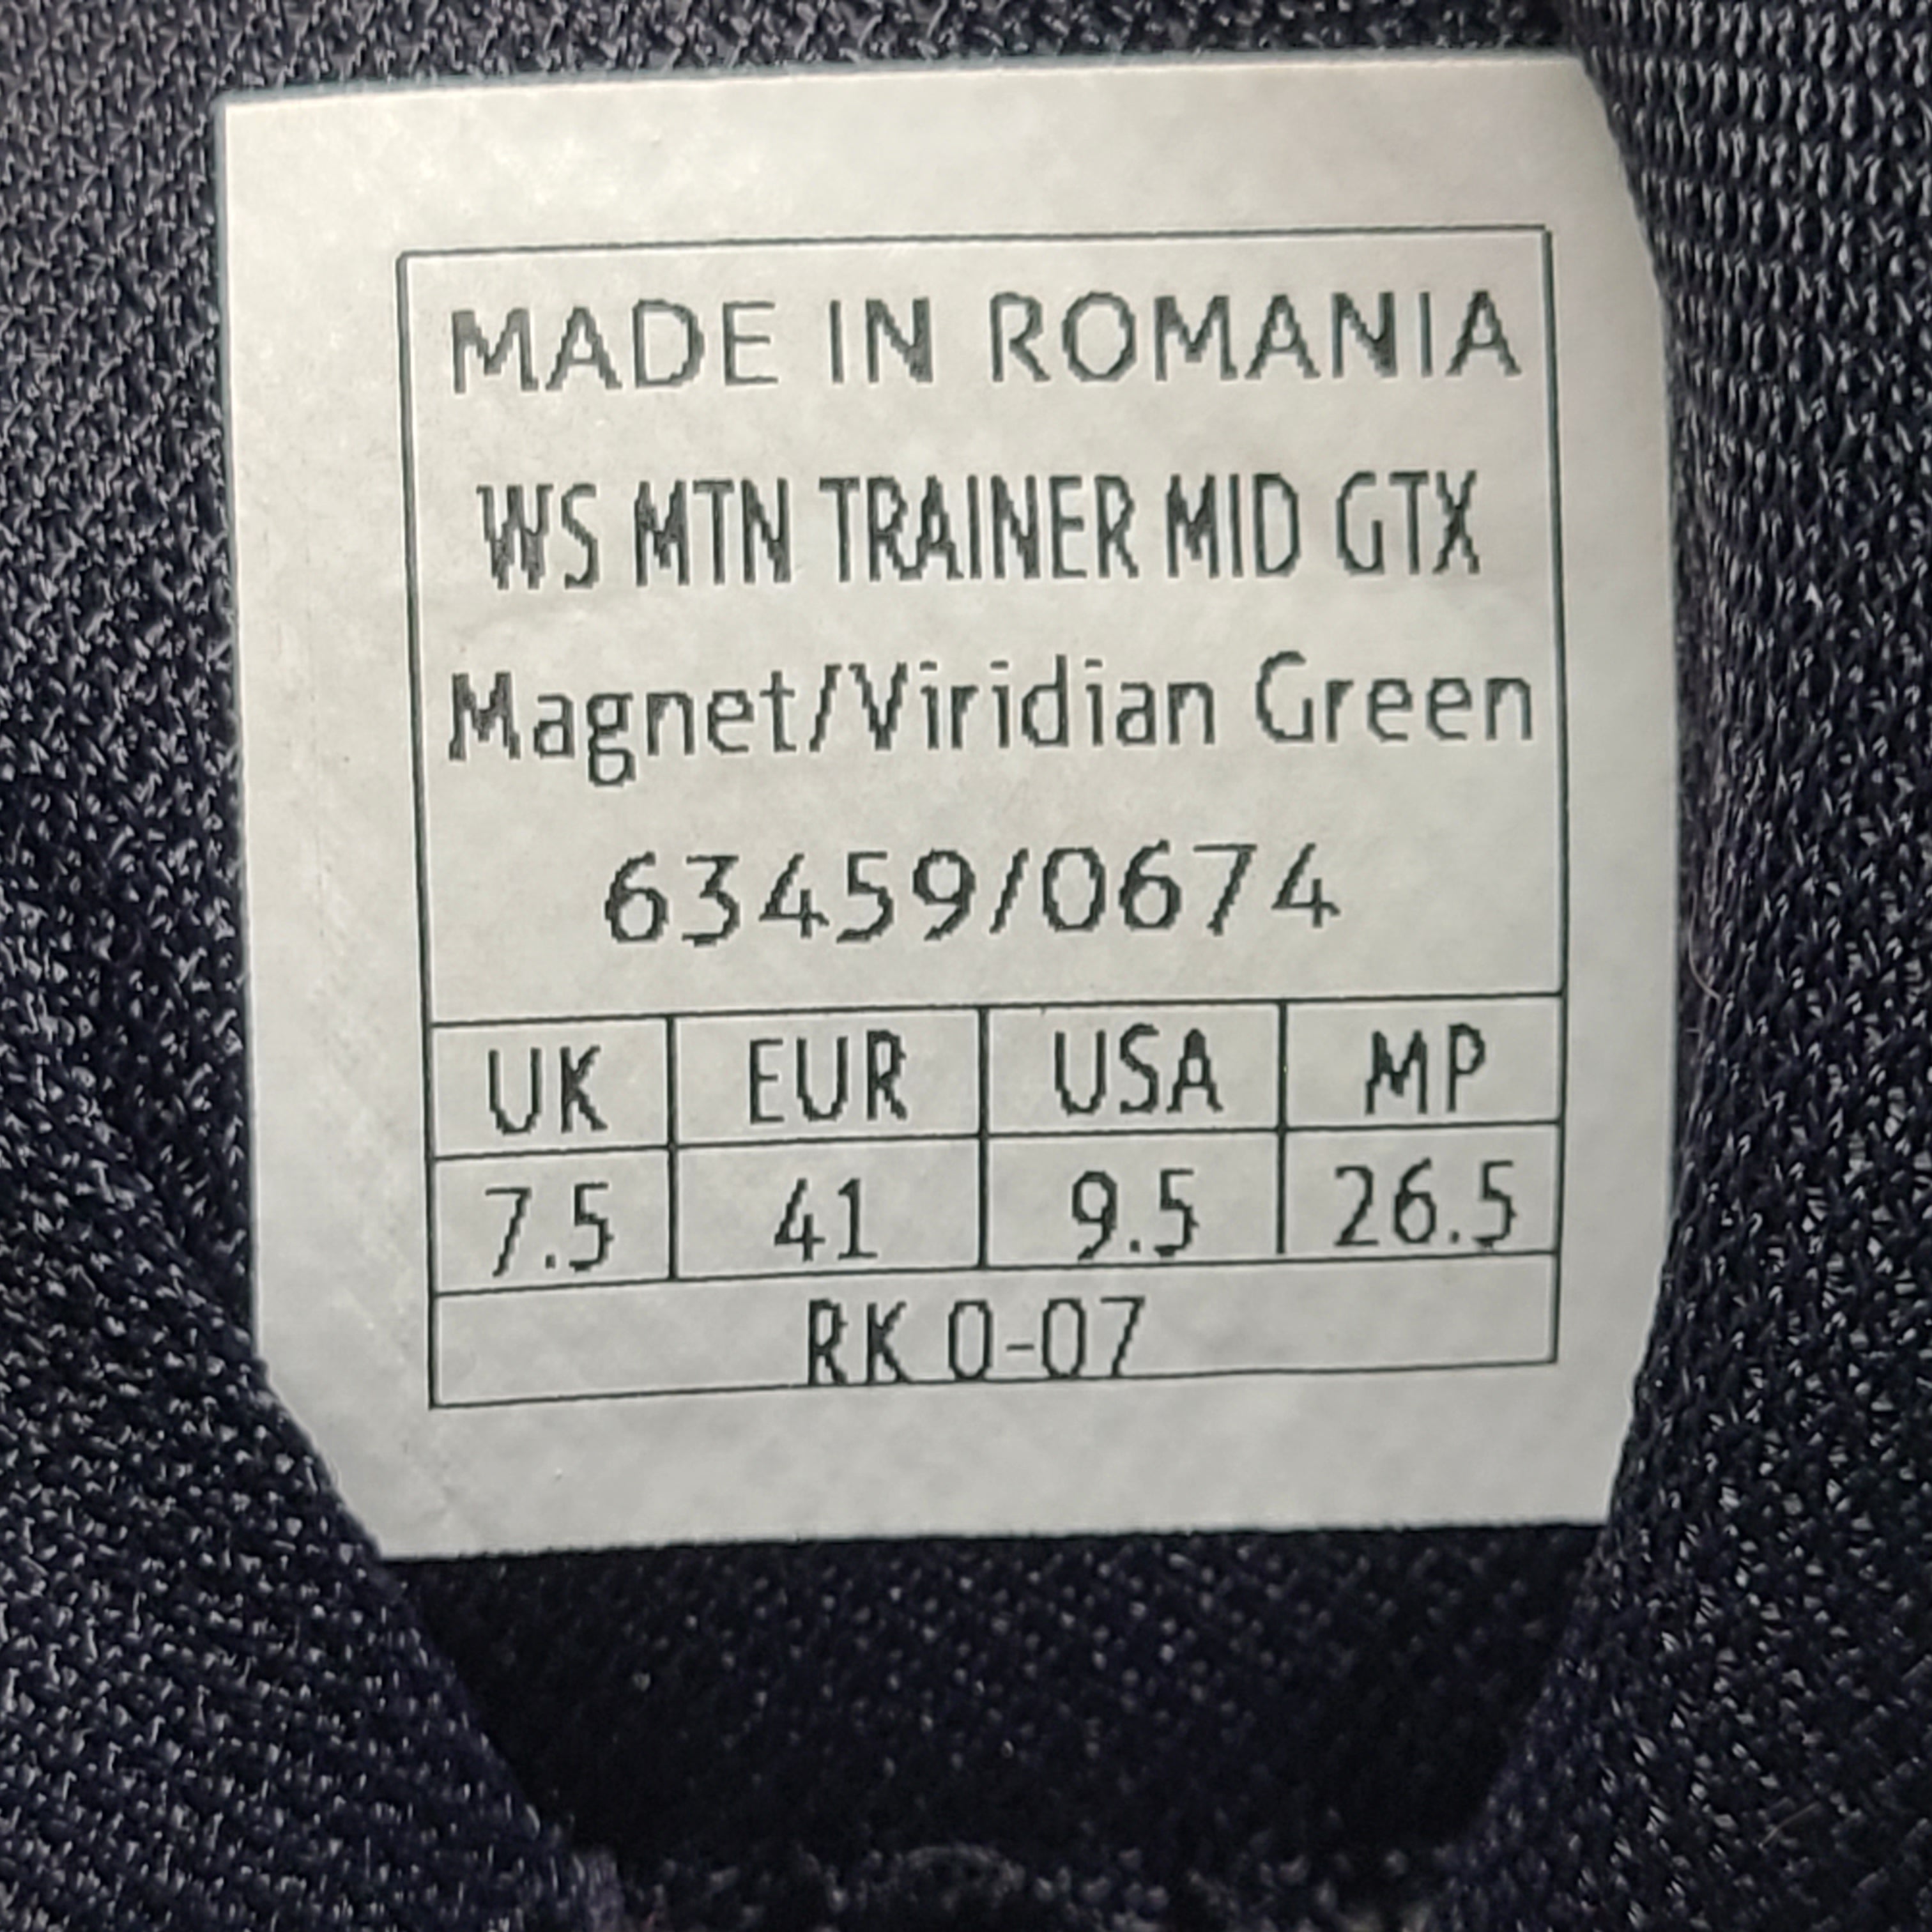 MADE IN ROMANIA
WS MTN TRAINER MID GTX
Magnet/Viridian Green
63459/0674
UK EUR USA MP
7.5 41 9.5 26.5
RK 0-07